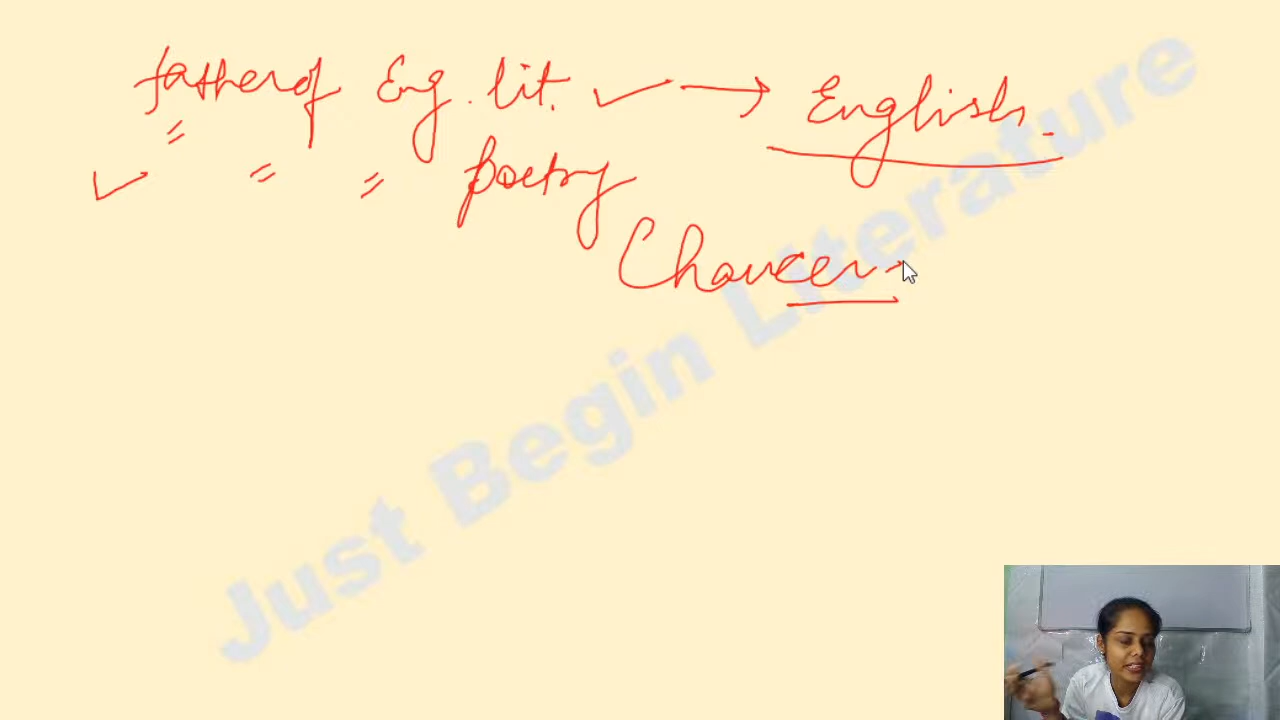 father of Eng. lit. ✓ → English.
" ✓ " " Poetry
Chaucer
Just Begin Literature